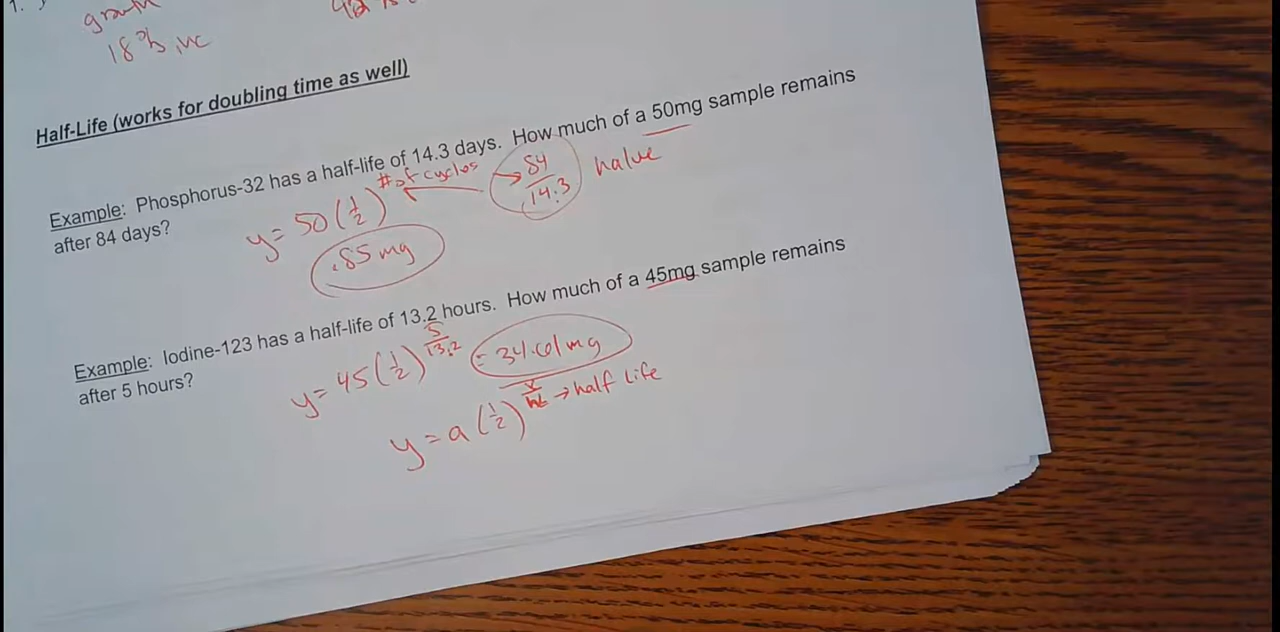 1.
growth
18% inc
Half-Life (works for doubling time as well)
Example: Phosphorus-32 has a half-life of 14.3 days. How much of a 50mg sample remains
after 84 days?
y = 50 (1/2) # of cycles → 84/14.3 halve
.85 mg
Example: Iodine-123 has a half-life of 13.2 hours. How much of a 45mg sample remains
after 5 hours?
y = 45 (1/2)^(5/13.2) = 34.61 mg
y = a (1/2)^(x/HL) → half life